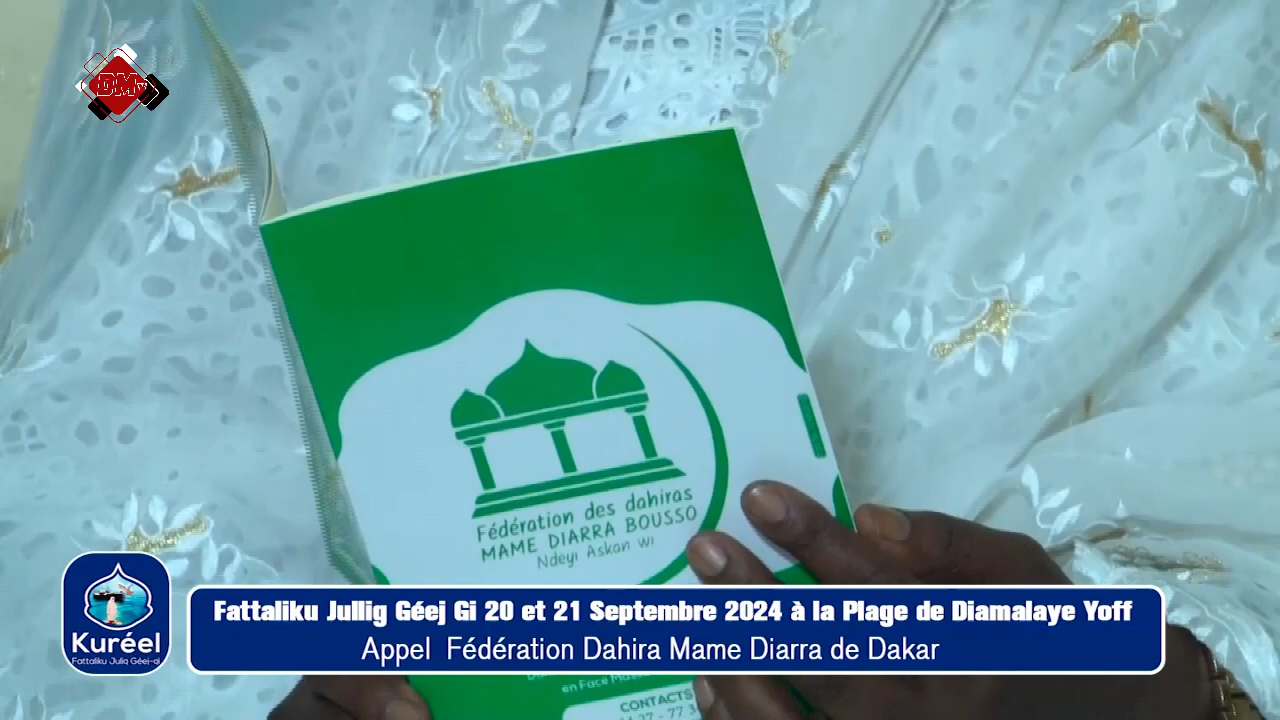 DM
Fédération des dahiras
MAME DIARRA BOUSSO
Ndeyi Askan wi
Fattaliku Jullig Géej Gi 20 et 21 Septembre 2024 à la Plage de Diamalaye Yoff
Appel Fédération Dahira Mame Diarra de Dakar
Kuréel
Fattaliku Juliq Géej-gi
en Face
CONTACTS